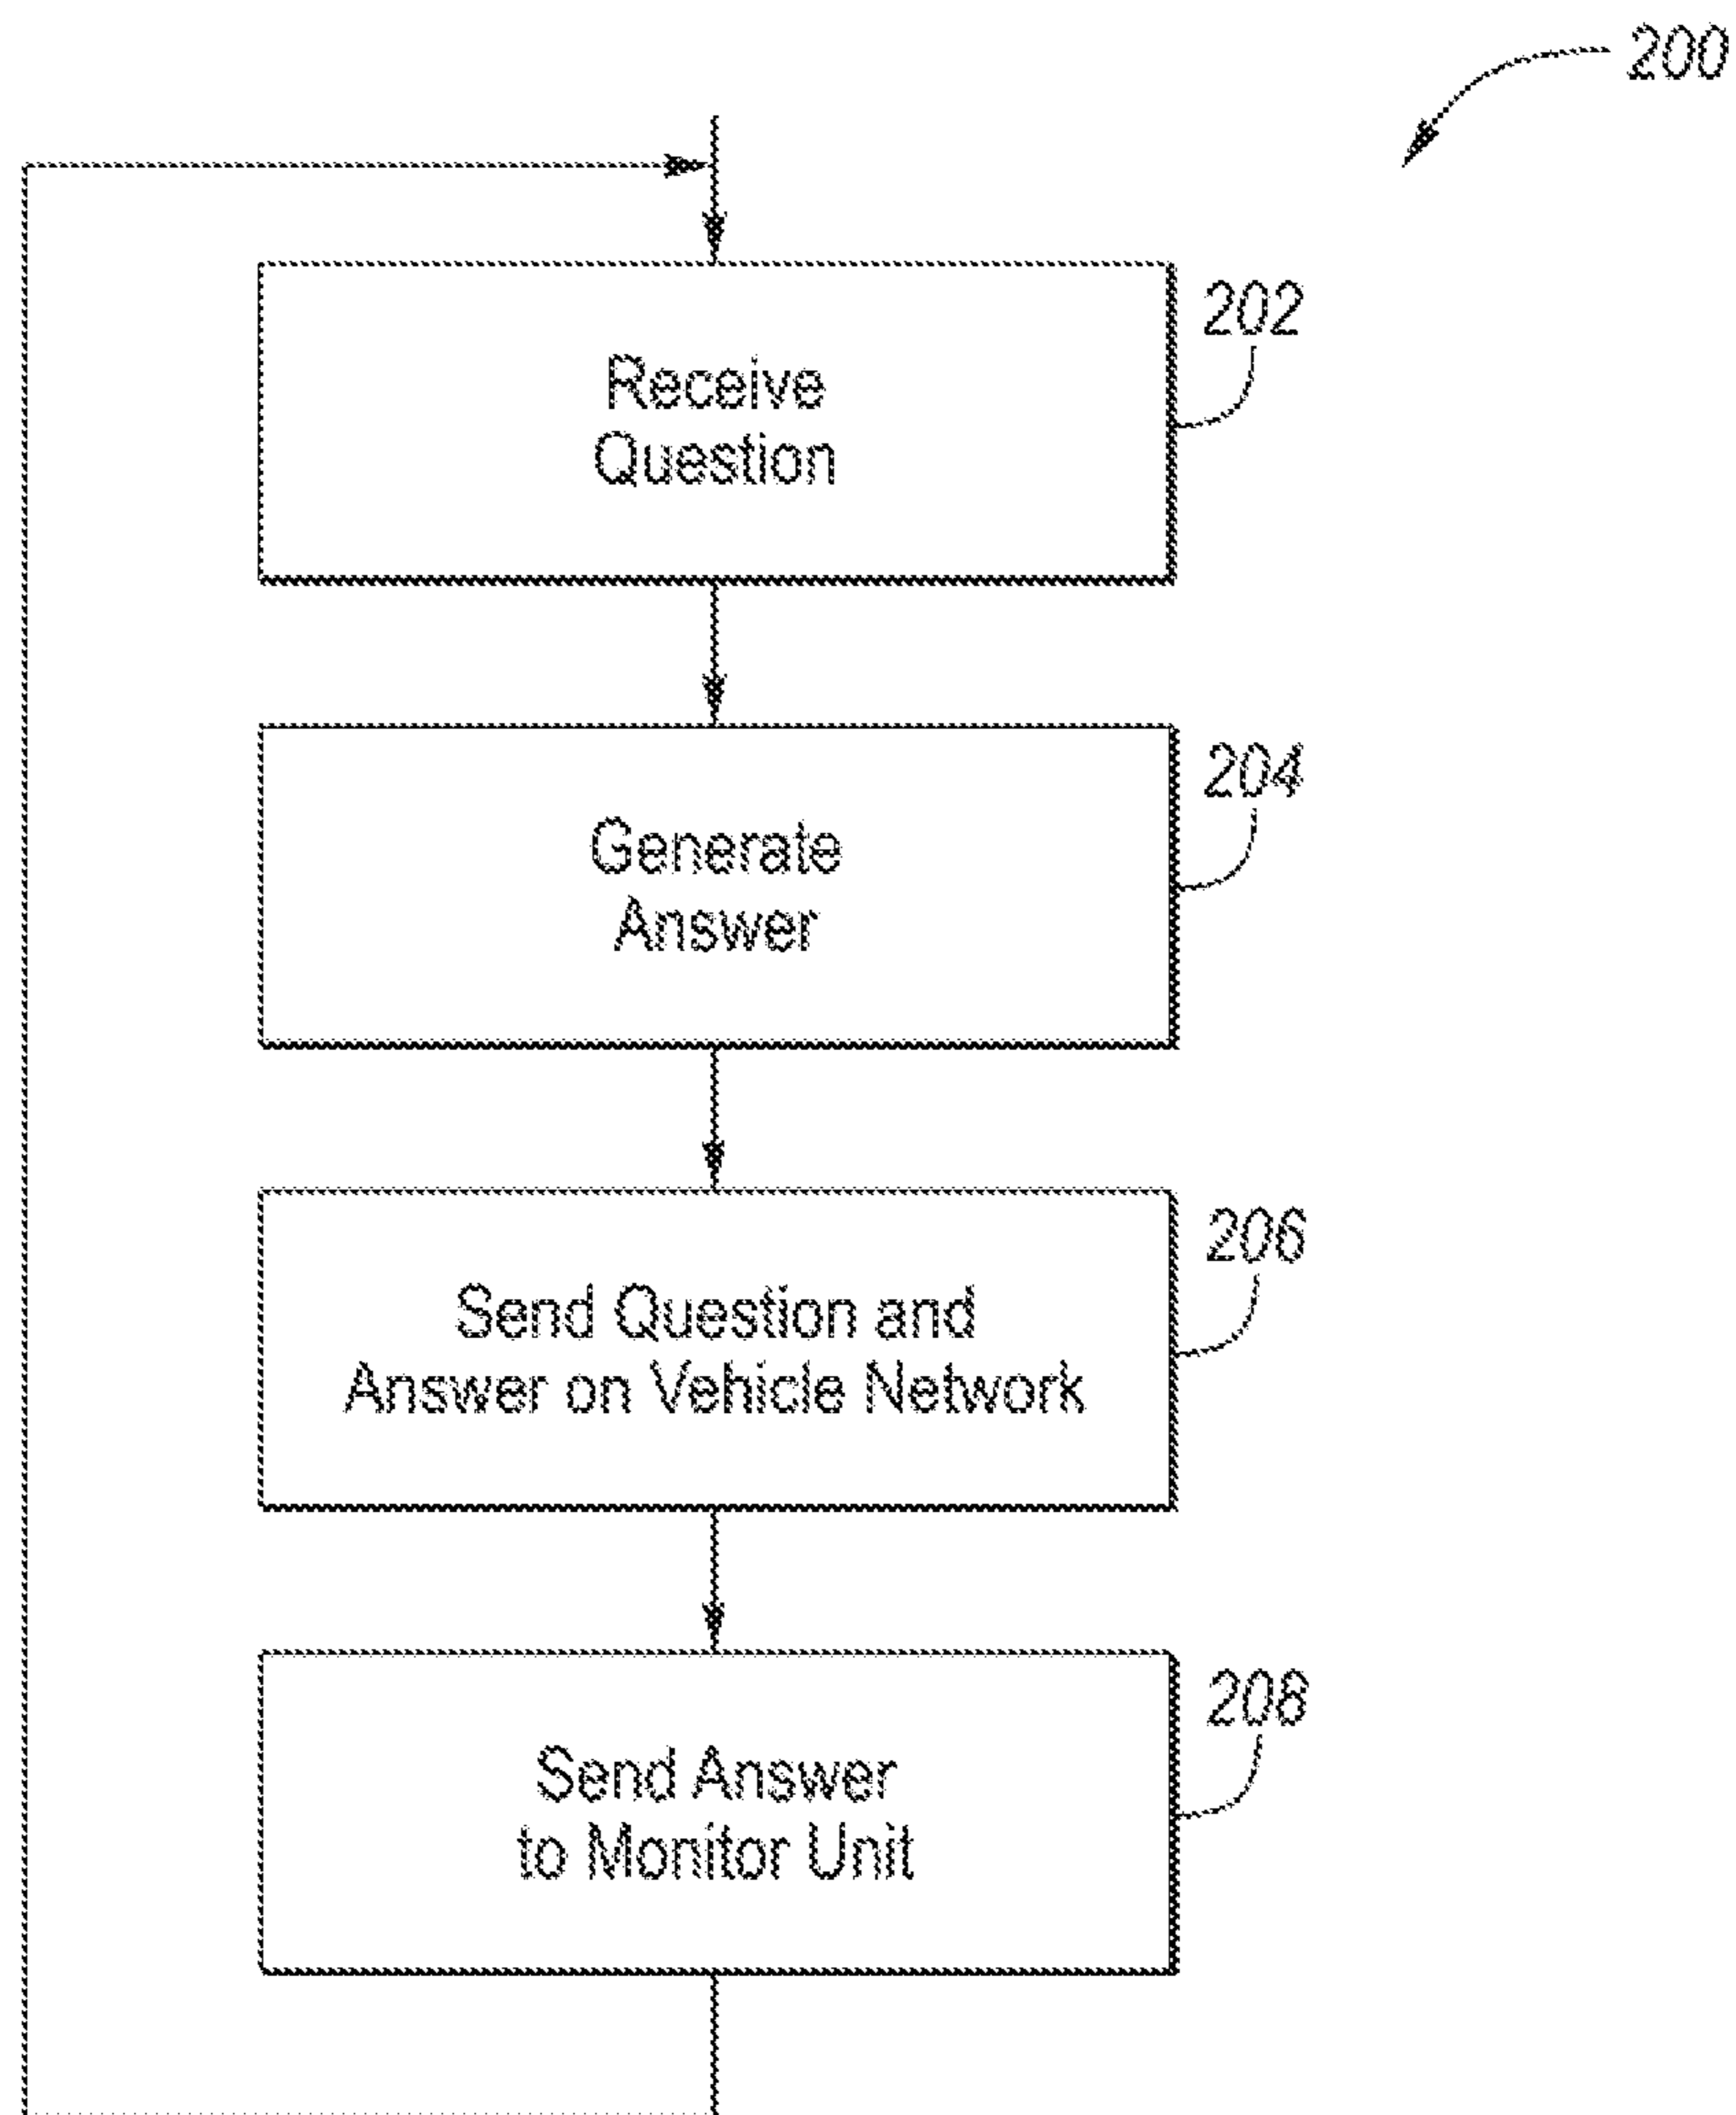 200
202
Receive
Question
204
Generate
Answer
206
Send Question and
Answer on Vehicle Network
208
Send Answer
to Monitor Unit